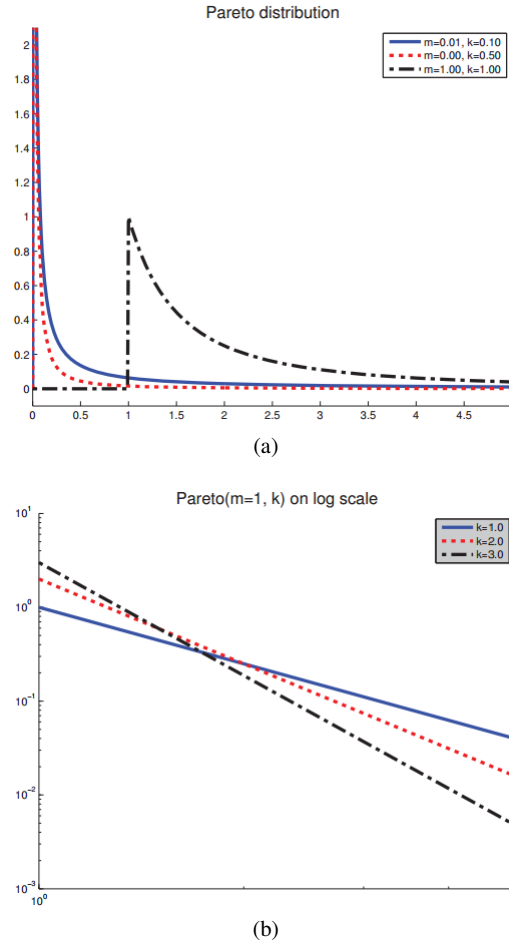 Pareto distribution
m=0.01, k=0.10
m=0.00, k=0.50
m=1.00, k=1.00
2
1.8
1.6
1.4
1.2
1
0.8
0.6
0.4
0.2
0
0 0.5 1 1.5 2 2.5 3 3.5 4 4.5
(a)
Pareto(m=1, k) on log scale
k=1.0
k=2.0
k=3.0
10^1
10^0
10^-1
10^-2
10^-3
10^0
(b)